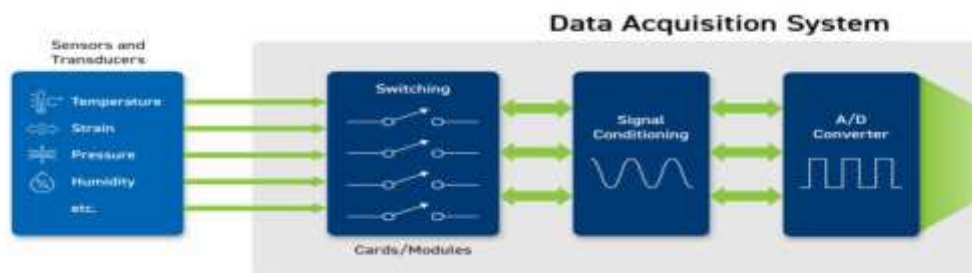 Data Acquisition System
Sensors and
Transducers
Temperature
Strain
Pressure
Humidity
etc.
Switching
Cards/Modules
Signal
Conditioning
A/D
Converter